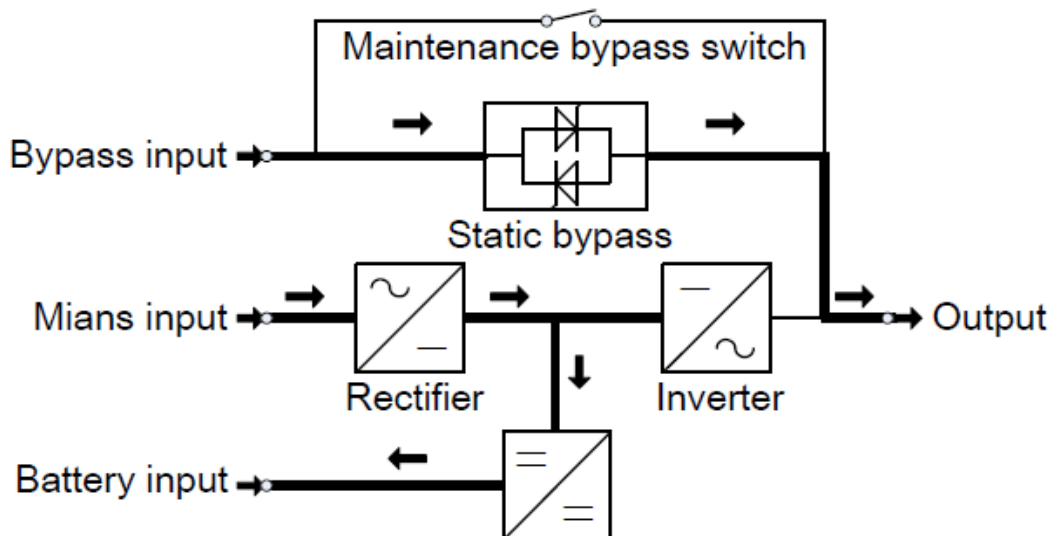 Maintenance bypass switch
Bypass input
Static bypass
Mians input
Output
Rectifier
Inverter
Battery input